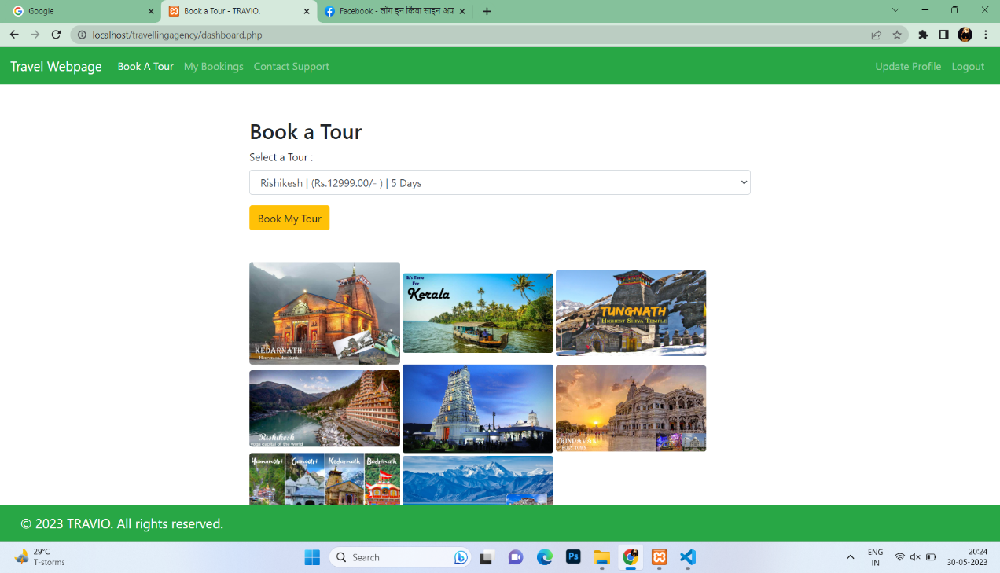 Google
Book a Tour - TRAVIO.
Facebook - लॉग इन किंवा साइन अप
localhost/travellingagency/dashboard.php
Travel Webpage Book A Tour My Bookings Contact Support Update Profile Logout
Book a Tour
Select a Tour :
Rishikesh | (Rs.12999.00/- ) | 5 Days
Book My Tour
KEDARNATH
Heaven on the Earth
It's Time
For
Kerala
TUNGNATH
HIGHEST SHIVA TEMPLE
Rishikesh
yoga capital of the world
VRINDAVAN
Yamunotri Gangotri Kedarnath Badrinath
© 2023 TRAVIO. All rights reserved.
29°C
T-storms
Search
Ps
ENG
IN
20:24
30-05-2023